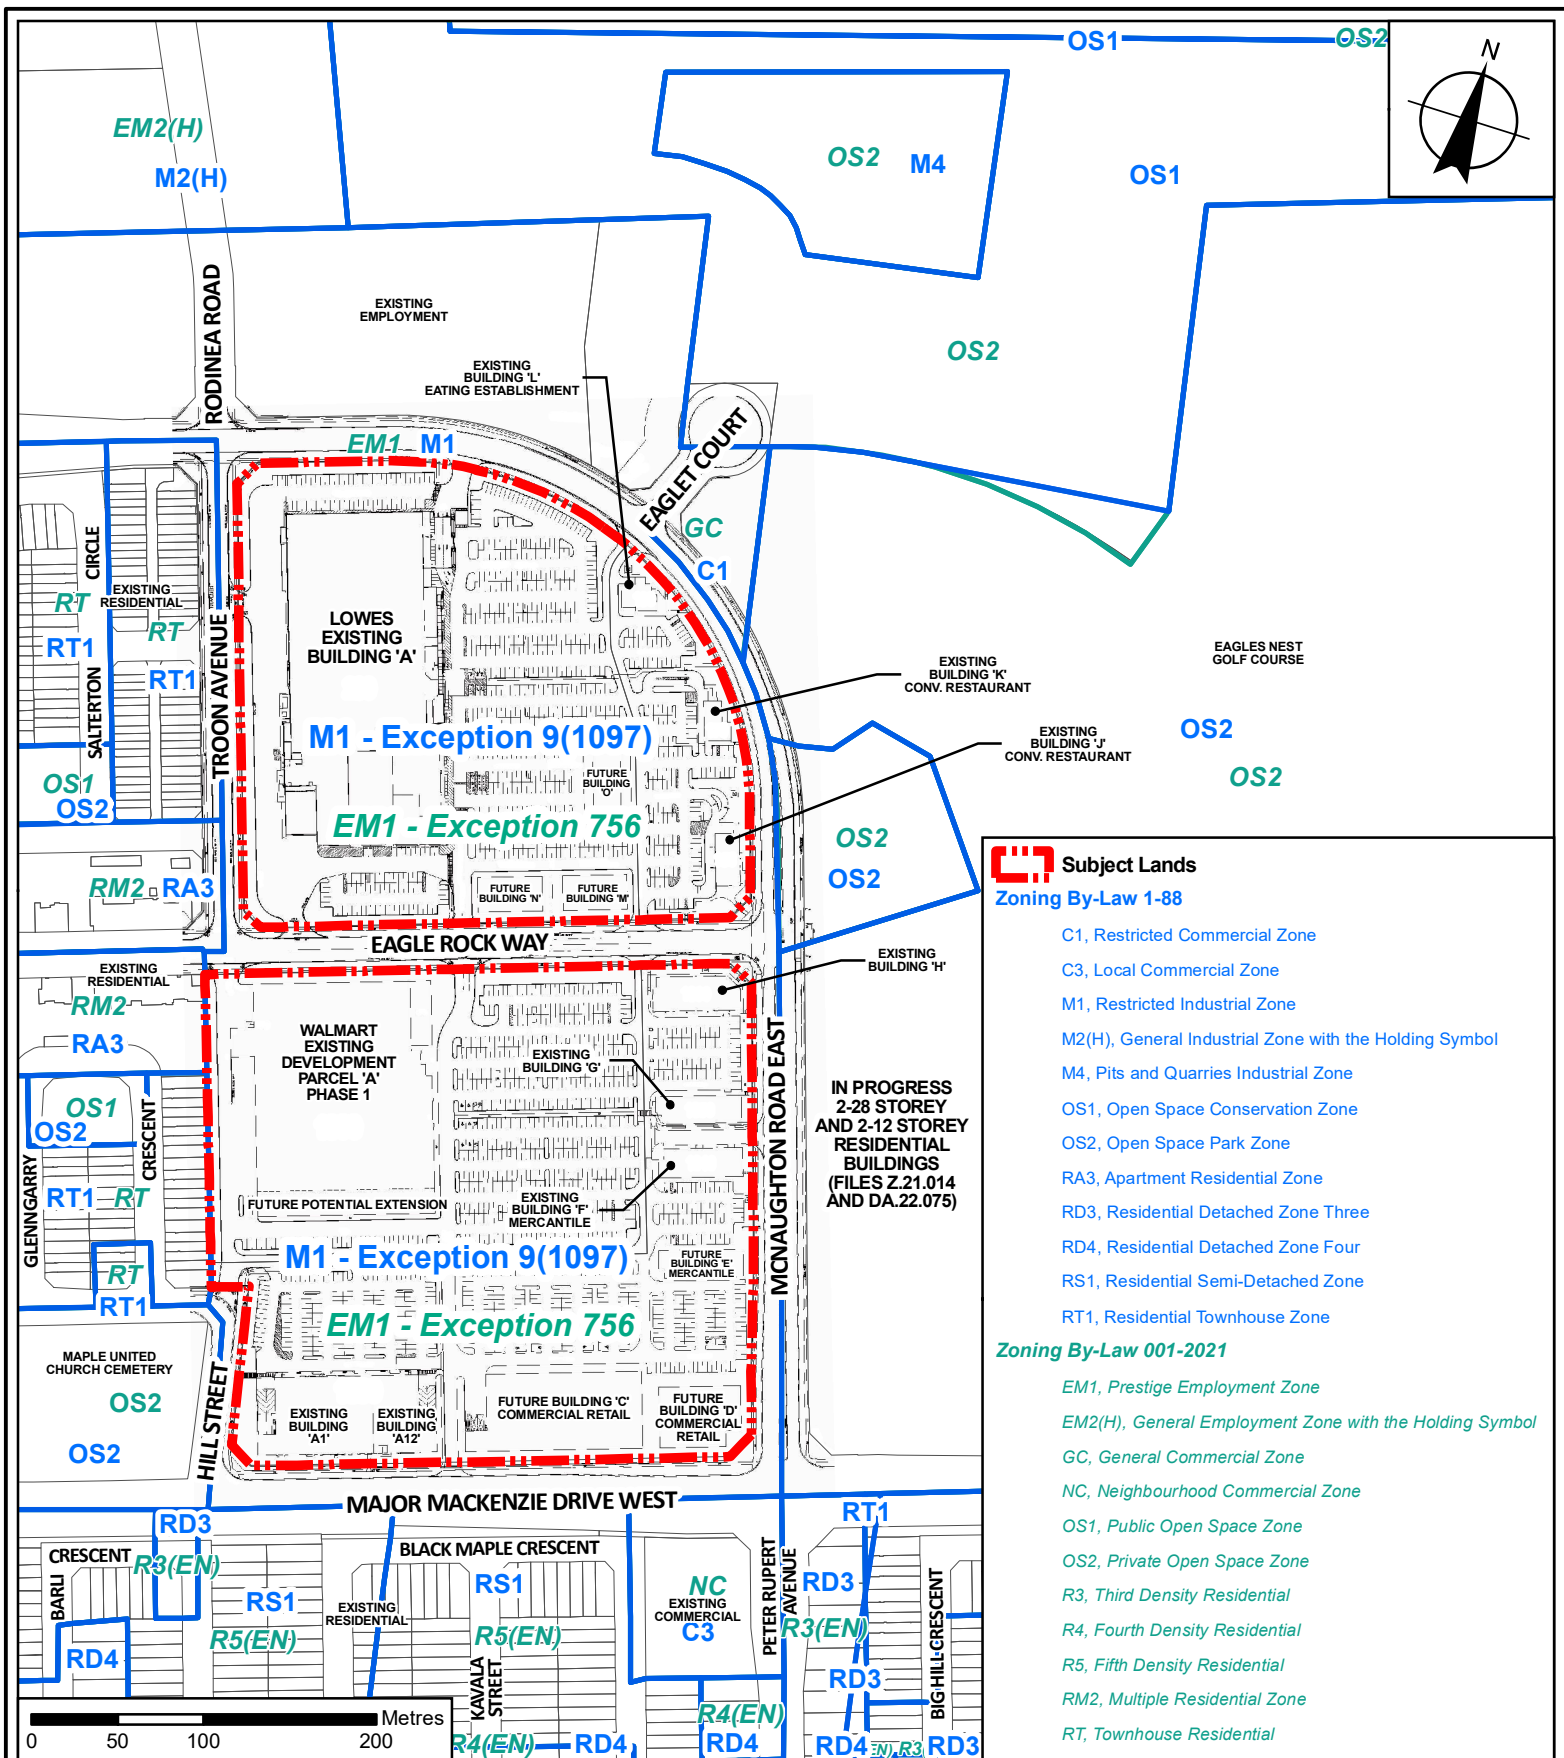 OS1
OS2
N
EM2(H)
M2(H)
OS2
M4
OS1
RODINEA ROAD
EXISTING
EMPLOYMENT
OS2
EXISTING
BUILDING 'L'
EATING ESTABLISHMENT
EAGLET COURT
EM1
M1
GC
C1
CIRCLE
SALTERTON
EXISTING
RESIDENTIAL
RT
RT1
RT
RT1
TROON AVENUE
LOWES
EXISTING
BUILDING 'A'
EXISTING
BUILDING 'K'
CONV. RESTAURANT
EAGLES NEST
GOLF COURSE
M1 - Exception 9(1097)
EXISTING
BUILDING 'J'
CONV. RESTAURANT
OS2
OS2
OS1
OS2
FUTURE
BUILDING
'O'
EM1 - Exception 756
OS2
OS2
RM2
RA3
FUTURE
BUILDING 'N'
FUTURE
BUILDING 'M'
EAGLE ROCK WAY
EXISTING
BUILDING 'H'
EXISTING
RESIDENTIAL
RM2
RA3
WALMART
EXISTING
DEVELOPMENT
PARCEL 'A'
PHASE 1
EXISTING
BUILDING 'G'
MCNAUGHTON ROAD EAST
IN PROGRESS
2-28 STOREY
AND 2-12 STOREY
RESIDENTIAL
BUILDINGS
(FILES Z.21.014
AND DA.22.075)
OS1
OS2
CRESCENT
GLENNGARRY
RT1
RT
FUTURE POTENTIAL EXTENSION
EXISTING
BUILDING 'F'
MERCANTILE
M1 - Exception 9(1097)
FUTURE
BUILDING 'E'
MERCANTILE
RT
RT1
EM1 - Exception 756
MAPLE UNITED
CHURCH CEMETERY
OS2
OS2
HILL STREET
EXISTING
BUILDING
'A1'
EXISTING
BUILDING
'A12'
FUTURE BUILDING 'C'
COMMERCIAL RETAIL
FUTURE
BUILDING 'D'
COMMERCIAL
RETAIL
MAJOR MACKENZIE DRIVE WEST
RD3
RT1
CRESCENT
BARLI
R3(EN)
BLACK MAPLE CRESCENT
RS1
RS1
EXISTING
RESIDENTIAL
R5(EN)
R5(EN)
NC
EXISTING
COMMERCIAL
C3
PETER RUPERT
AVENUE
RD3
R3(EN)
BIG HILL CRESCENT
RD4
KAVALA
STREET
RD3
R4(EN)
R4(EN)
RD4
RD4
RD4
R3
RD3
Metres
0 50 100 200
Subject Lands
Zoning By-Law 1-88
C1, Restricted Commercial Zone
C3, Local Commercial Zone
M1, Restricted Industrial Zone
M2(H), General Industrial Zone with the Holding Symbol
M4, Pits and Quarries Industrial Zone
OS1, Open Space Conservation Zone
OS2, Open Space Park Zone
RA3, Apartment Residential Zone
RD3, Residential Detached Zone Three
RD4, Residential Detached Zone Four
RS1, Residential Semi-Detached Zone
RT1, Residential Townhouse Zone
Zoning By-Law 001-2021
EM1, Prestige Employment Zone
EM2(H), General Employment Zone with the Holding Symbol
GC, General Commercial Zone
NC, Neighbourhood Commercial Zone
OS1, Public Open Space Zone
OS2, Private Open Space Zone
R3, Third Density Residential
R4, Fourth Density Residential
R5, Fifth Density Residential
RM2, Multiple Residential Zone
RT, Townhouse Residential